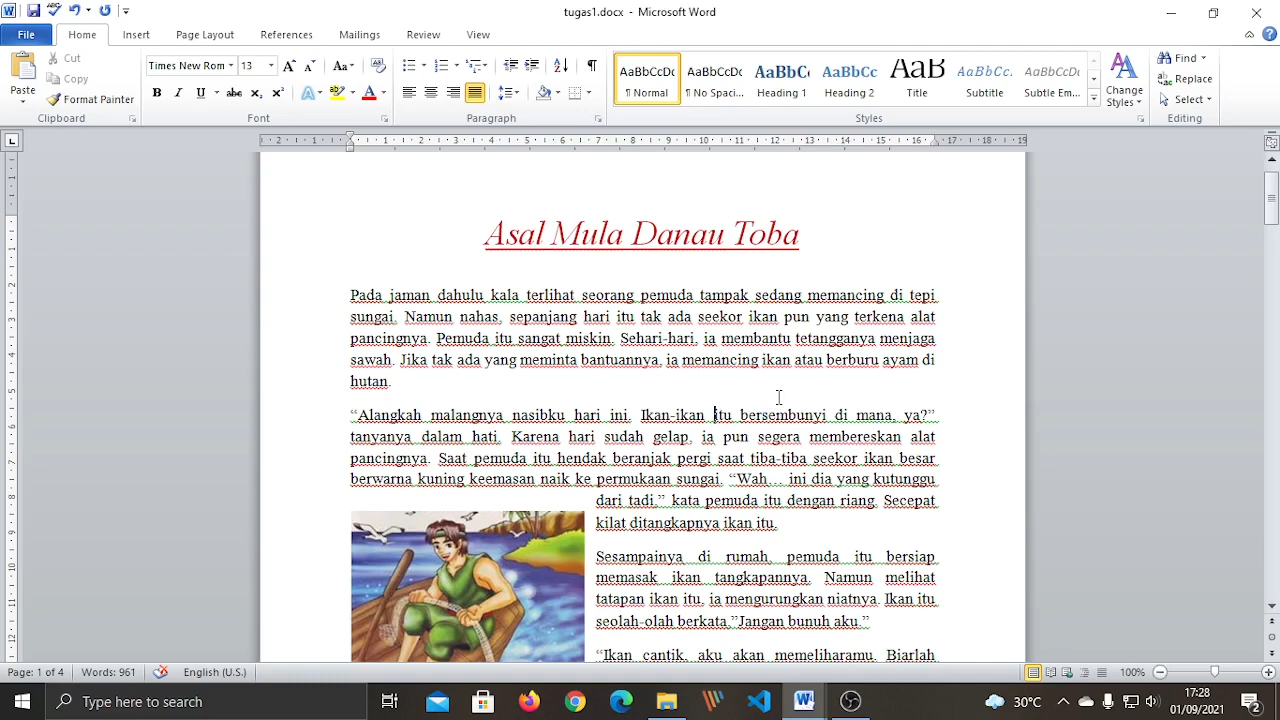 tugas1.docx - Microsoft Word
File Home Insert Page Layout References Mailings Review View
Paste
Cut
Copy
Format Painter
Clipboard
Times New Rom 13
Font
Paragraph
AaBbCcDc AaBbCcDc AaBbC AaBbCc AaB AaBbCc. AaBbCcDc
¶ Normal ¶ No Spaci... Heading 1 Heading 2 Title Subtitle Subtle Em...
Change Styles
Styles
Find
Replace
Select
Editing
Asal Mula Danau Toba
Pada jaman dahulu kala terlihat seorang pemuda tampak sedang memancing di tepi
sungai. Namun nahas, sepanjang hari itu tak ada seekor ikan pun yang terkena alat
pancingnya. Pemuda itu sangat miskin. Sehari-hari, ia membantu tetangganya menjaga
sawah. Jika tak ada yang meminta bantuannya, ia memancing ikan atau berburu ayam di
hutan.
“Alangkah malangnya nasibku hari ini. Ikan-ikan itu bersembunyi di mana, ya?”
tanyanya dalam hati. Karena hari sudah gelap, ia pun segera membereskan alat
pancingnya. Saat pemuda itu hendak beranjak pergi saat tiba-tiba seekor ikan besar
berwarna kuning keemasan naik ke permukaan sungai. “Wah… ini dia yang kutunggu
dari tadi,” kata pemuda itu dengan riang. Secepat
kilat ditangkapnya ikan itu.
Sesampainya di rumah, pemuda itu bersiap
memasak ikan tangkapannya. Namun melihat
tatapan ikan itu, ia mengurungkan niatnya. Ikan itu
seolah-olah berkata,”Jangan bunuh aku.”
“Ikan cantik, aku akan memeliharamu. Biarlah
Page: 1 of 4 Words: 961 English (U.S.) 100%
Type here to search
30°C
17:28
01/09/2021
2